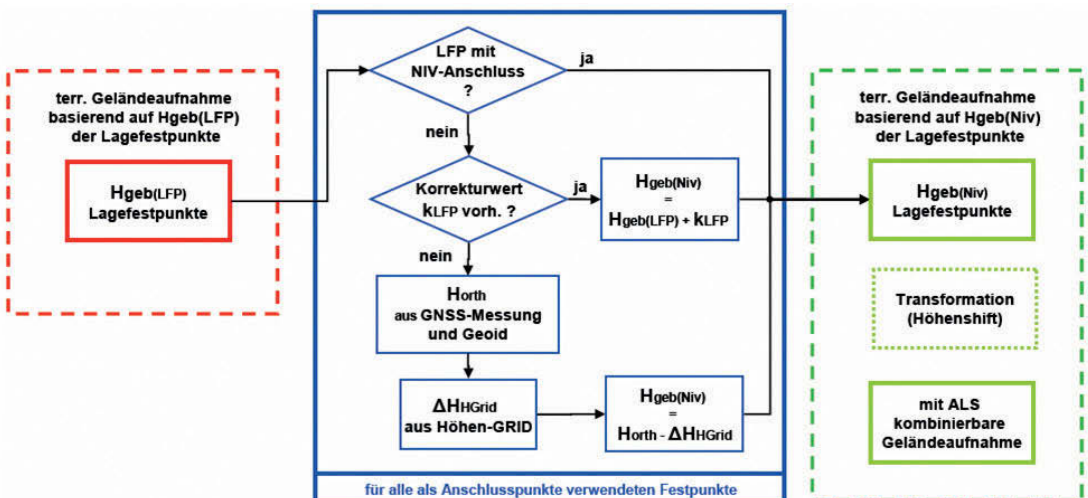 terr. Geländeaufnahme
basierend auf Hgeb(LFP)
der Lagefestpunkte
Hgeb(LFP)
Lagefestpunkte
LFP mit
NIV-Anschluss
?
ja
nein
Korrekturwert
kLFP vorh. ?
ja
Hgeb(Niv)
=
Hgeb(LFP) + kLFP
nein
Horth
aus GNSS-Messung
und Geoid
ΔHHGrid
aus Höhen-GRID
Hgeb(Niv)
=
Horth - ΔHHGrid
für alle als Anschlusspunkte verwendeten Festpunkte
terr. Geländeaufnahme
basierend auf Hgeb(Niv)
der Lagefestpunkte
Hgeb(Niv)
Lagefestpunkte
Transformation
(Höhenshift)
mit ALS
kombinierbare
Geländeaufnahme